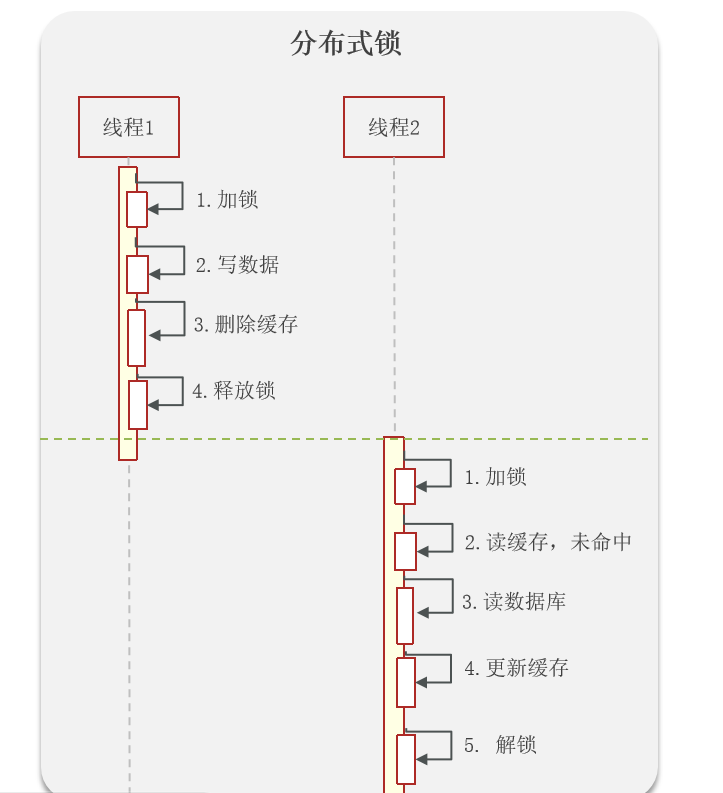 分布式锁
线程1
线程2
1.加锁
2.写数据
3.删除缓存
4.释放锁
1.加锁
2.读缓存，未命中
3.读数据库
4.更新缓存
5. 解锁